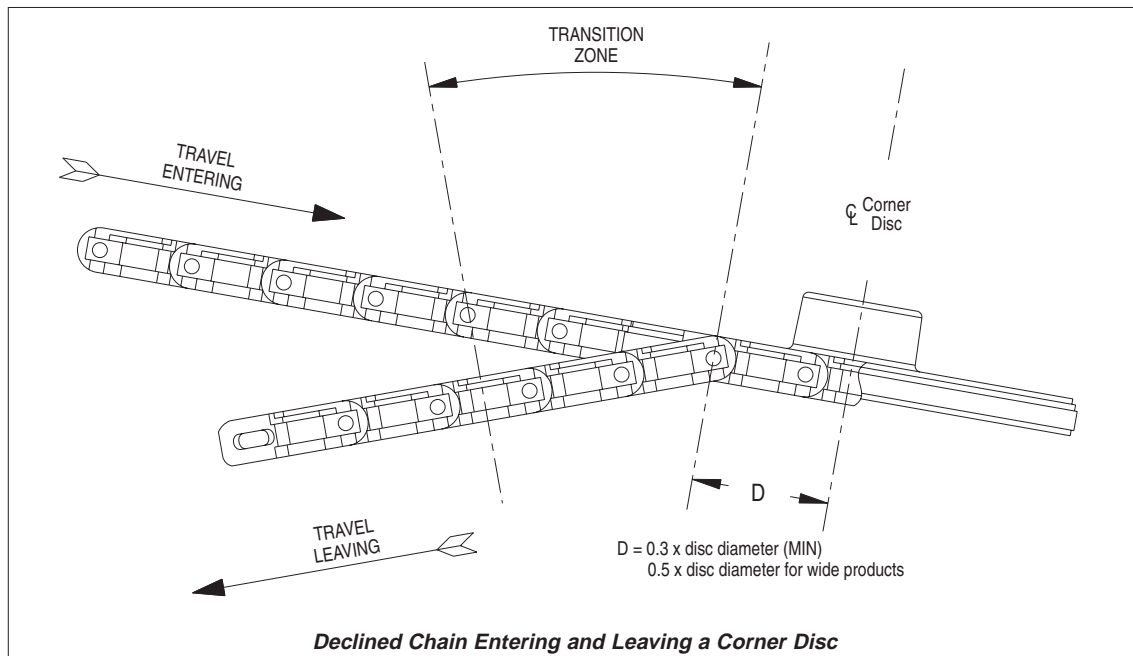 TRANSITION
ZONE
TRAVEL
ENTERING
℄ Corner
Disc
D
TRAVEL
LEAVING
D = 0.3 x disc diameter (MIN)
0.5 x disc diameter for wide products
Declined Chain Entering and Leaving a Corner Disc